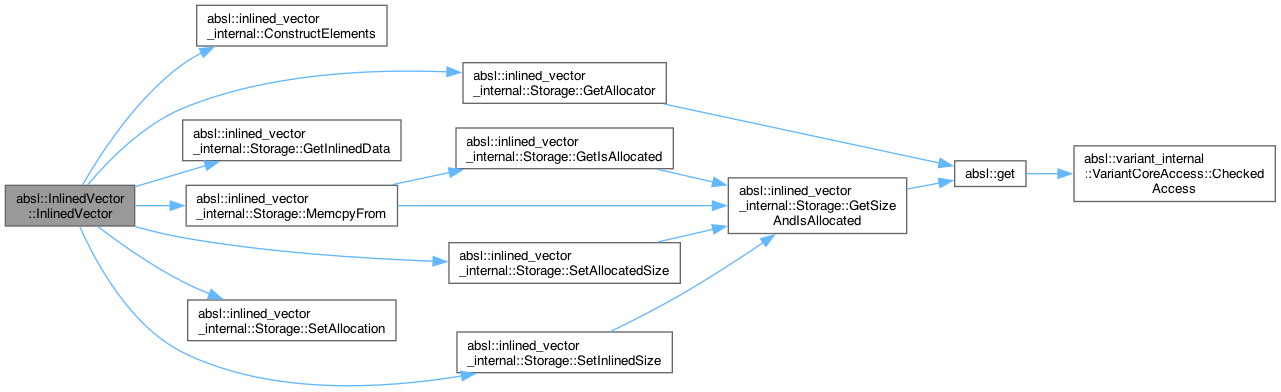 absl::inlined_vector
_internal::ConstructElements
absl::inlined_vector
_internal::Storage::GetAllocator
absl::inlined_vector
_internal::Storage::GetInlinedData
absl::inlined_vector
_internal::Storage::GetIsAllocated
absl::get
absl::variant_internal
::VariantCoreAccess::Checked
Access
absl::InlinedVector
::InlinedVector
absl::inlined_vector
_internal::Storage::MemcpyFrom
absl::inlined_vector
_internal::Storage::GetSize
AndIsAllocated
absl::inlined_vector
_internal::Storage::SetAllocatedSize
absl::inlined_vector
_internal::Storage::SetAllocation
absl::inlined_vector
_internal::Storage::SetInlinedSize